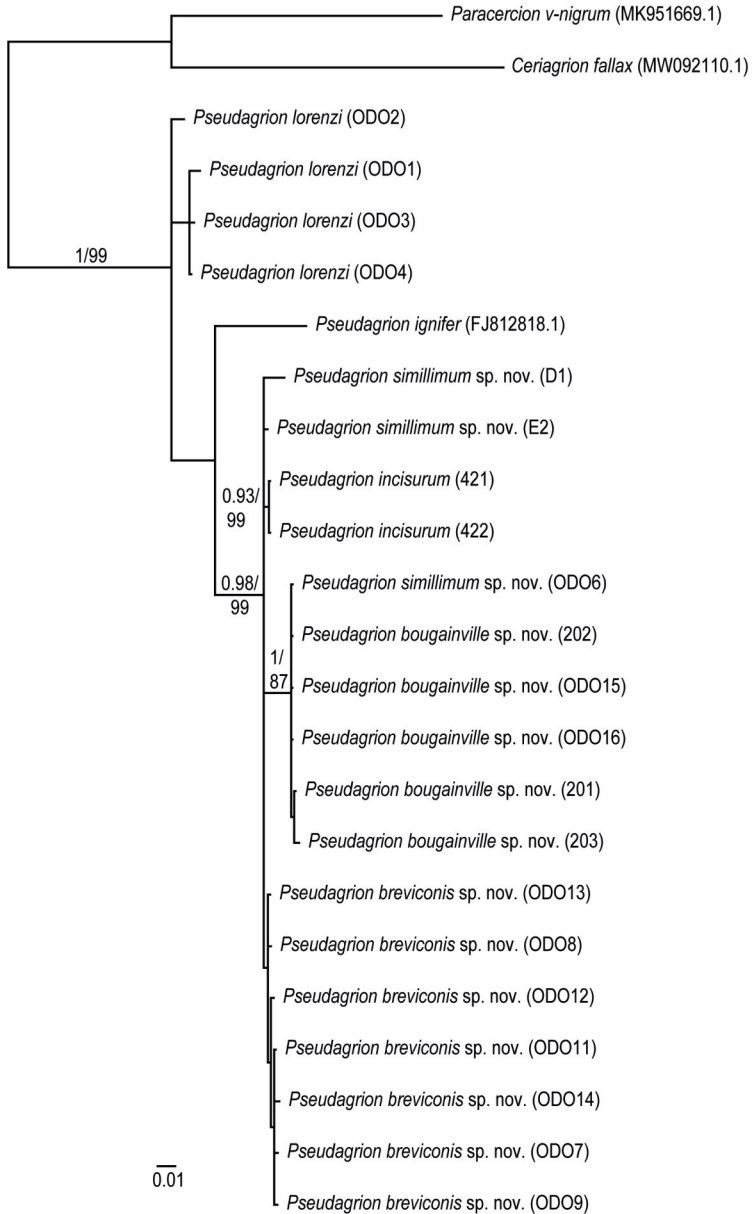 Paracercion v-nigrum (MK951669.1)
Ceriagrion fallax (MW092110.1)
Pseudagrion lorenzi (ODO2)
Pseudagrion lorenzi (ODO1)
Pseudagrion lorenzi (ODO3)
1/99
Pseudagrion lorenzi (ODO4)
Pseudagrion ignifer (FJ812818.1)
Pseudagrion simillimum sp. nov. (D1)
Pseudagrion simillimum sp. nov. (E2)
Pseudagrion incisurum (421)
0.93/
99
Pseudagrion incisurum (422)
Pseudagrion simillimum sp. nov. (ODO6)
0.98/
99
Pseudagrion bougainville sp. nov. (202)
1/
87
Pseudagrion bougainville sp. nov. (ODO15)
Pseudagrion bougainville sp. nov. (ODO16)
Pseudagrion bougainville sp. nov. (201)
Pseudagrion bougainville sp. nov. (203)
Pseudagrion breviconis sp. nov. (ODO13)
Pseudagrion breviconis sp. nov. (ODO8)
Pseudagrion breviconis sp. nov. (ODO12)
Pseudagrion breviconis sp. nov. (ODO11)
Pseudagrion breviconis sp. nov. (ODO14)
Pseudagrion breviconis sp. nov. (ODO7)
0.01
Pseudagrion breviconis sp. nov. (ODO9)